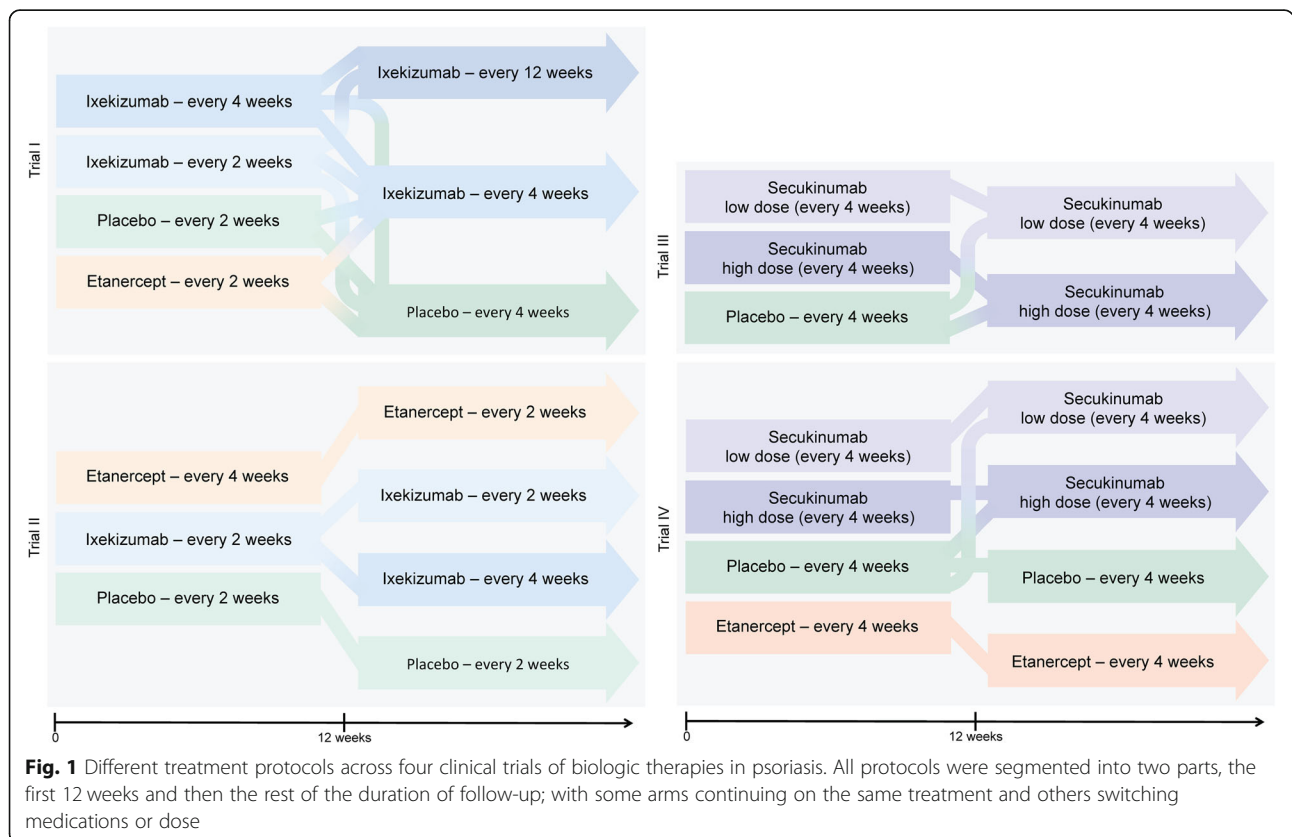 Trial I
Ixekizumab – every 4 weeks
Ixekizumab – every 2 weeks
Placebo – every 2 weeks
Etanercept – every 2 weeks
Ixekizumab – every 12 weeks
Ixekizumab – every 4 weeks
Placebo – every 4 weeks
Trial II
Etanercept – every 4 weeks
Ixekizumab – every 2 weeks
Placebo – every 2 weeks
Etanercept – every 2 weeks
Ixekizumab – every 2 weeks
Ixekizumab – every 4 weeks
Placebo – every 2 weeks
0
12 weeks
Trial III
Secukinumab
low dose (every 4 weeks)
Secukinumab
high dose (every 4 weeks)
Placebo – every 4 weeks
Secukinumab
low dose (every 4 weeks)
Secukinumab
high dose (every 4 weeks)
Trial IV
Secukinumab
low dose (every 4 weeks)
Secukinumab
high dose (every 4 weeks)
Placebo – every 4 weeks
Etanercept – every 4 weeks
Secukinumab
low dose (every 4 weeks)
Secukinumab
high dose (every 4 weeks)
Placebo – every 4 weeks
Etanercept – every 4 weeks
0
12 weeks
Fig. 1 Different treatment protocols across four clinical trials of biologic therapies in psoriasis. All protocols were segmented into two parts, the
first 12 weeks and then the rest of the duration of follow-up; with some arms continuing on the same treatment and others switching
medications or dose